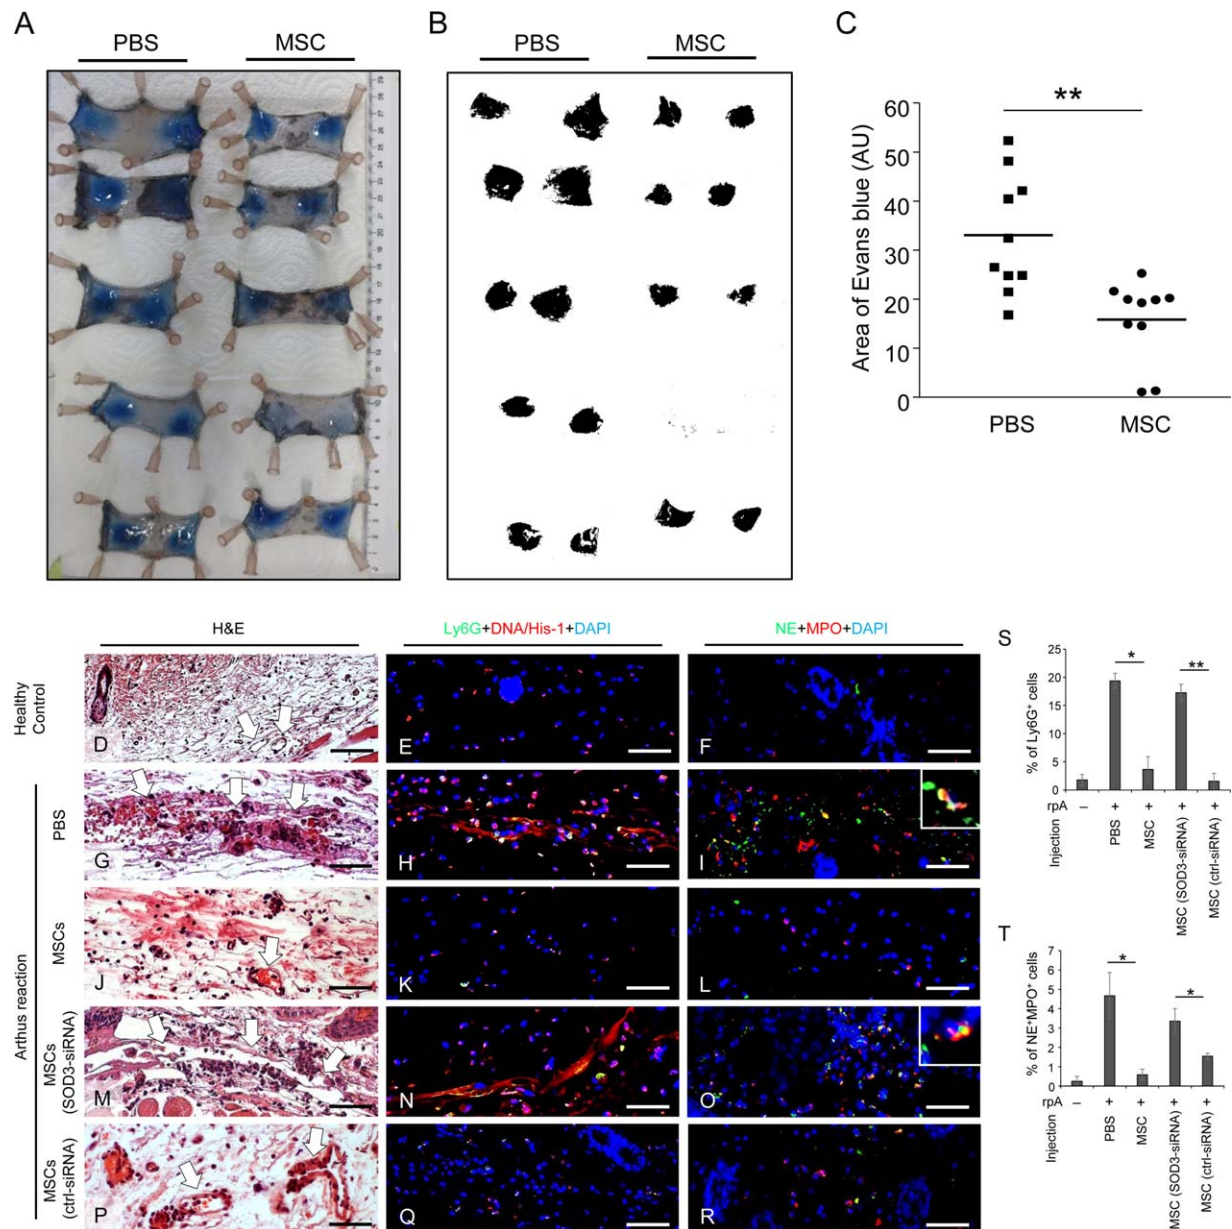 A
B
C
PBS
MSC
PBS
MSC
**
Area of Evans blue (AU)
60
50
40
30
20
10
0
PBS
MSC
H&E
Ly6G+DNA/His-1+DAPI
NE+MPO+DAPI
Healthy
Control
D
E
F
Arthus reaction
PBS
G
H
I
MSCs
J
K
L
MSCs
(SOD3-siRNA)
M
N
O
MSCs
(ctrl-siRNA)
P
Q
R
S
% of Ly6G⁺ cells
25
20
15
10
5
0
*
**
rpA – + + + +
Injection
PBS
MSC
MSC (SOD3-siRNA)
MSC (ctrl-siRNA)
T
% of NE⁺MPO⁺ cells
7
6
5
4
3
2
1
0
*
*
rpA – + + + +
Injection
PBS
MSC
MSC (SOD3-siRNA)
MSC (ctrl-siRNA)